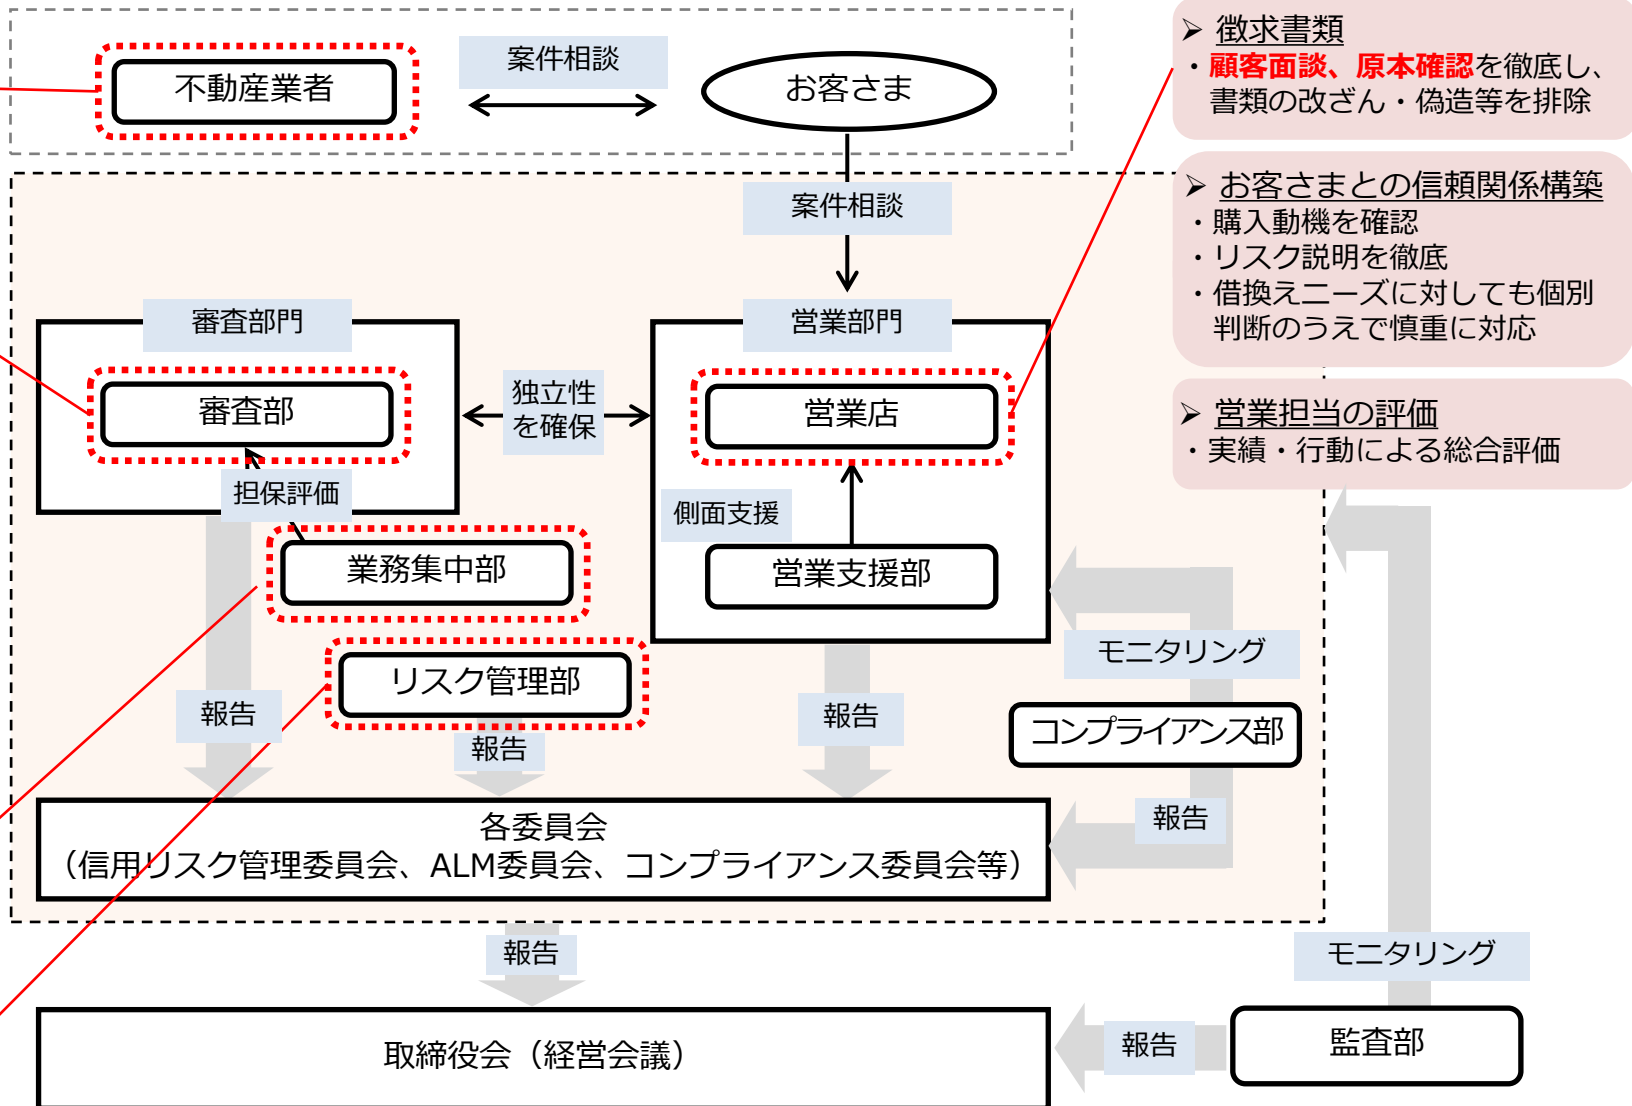 不動産業者
案件相談
お客さま
案件相談
➢ 徴求書類
・顧客面談、原本確認を徹底し、
書類の改ざん・偽造等を排除
➢ お客さまとの信頼関係構築
・購入動機を確認
・リスク説明を徹底
・借換えニーズに対しても個別
判断のうえで慎重に対応
➢ 営業担当の評価
・実績・行動による総合評価
審査部門
審査部
担保評価
業務集中部
独立性
を確保
営業部門
営業店
側面支援
営業支援部
リスク管理部
モニタリング
コンプライアンス部
報告
報告
報告
報告
各委員会
（信用リスク管理委員会、ALM委員会、コンプライアンス委員会等）
報告
モニタリング
取締役会（経営会議）
報告
監査部